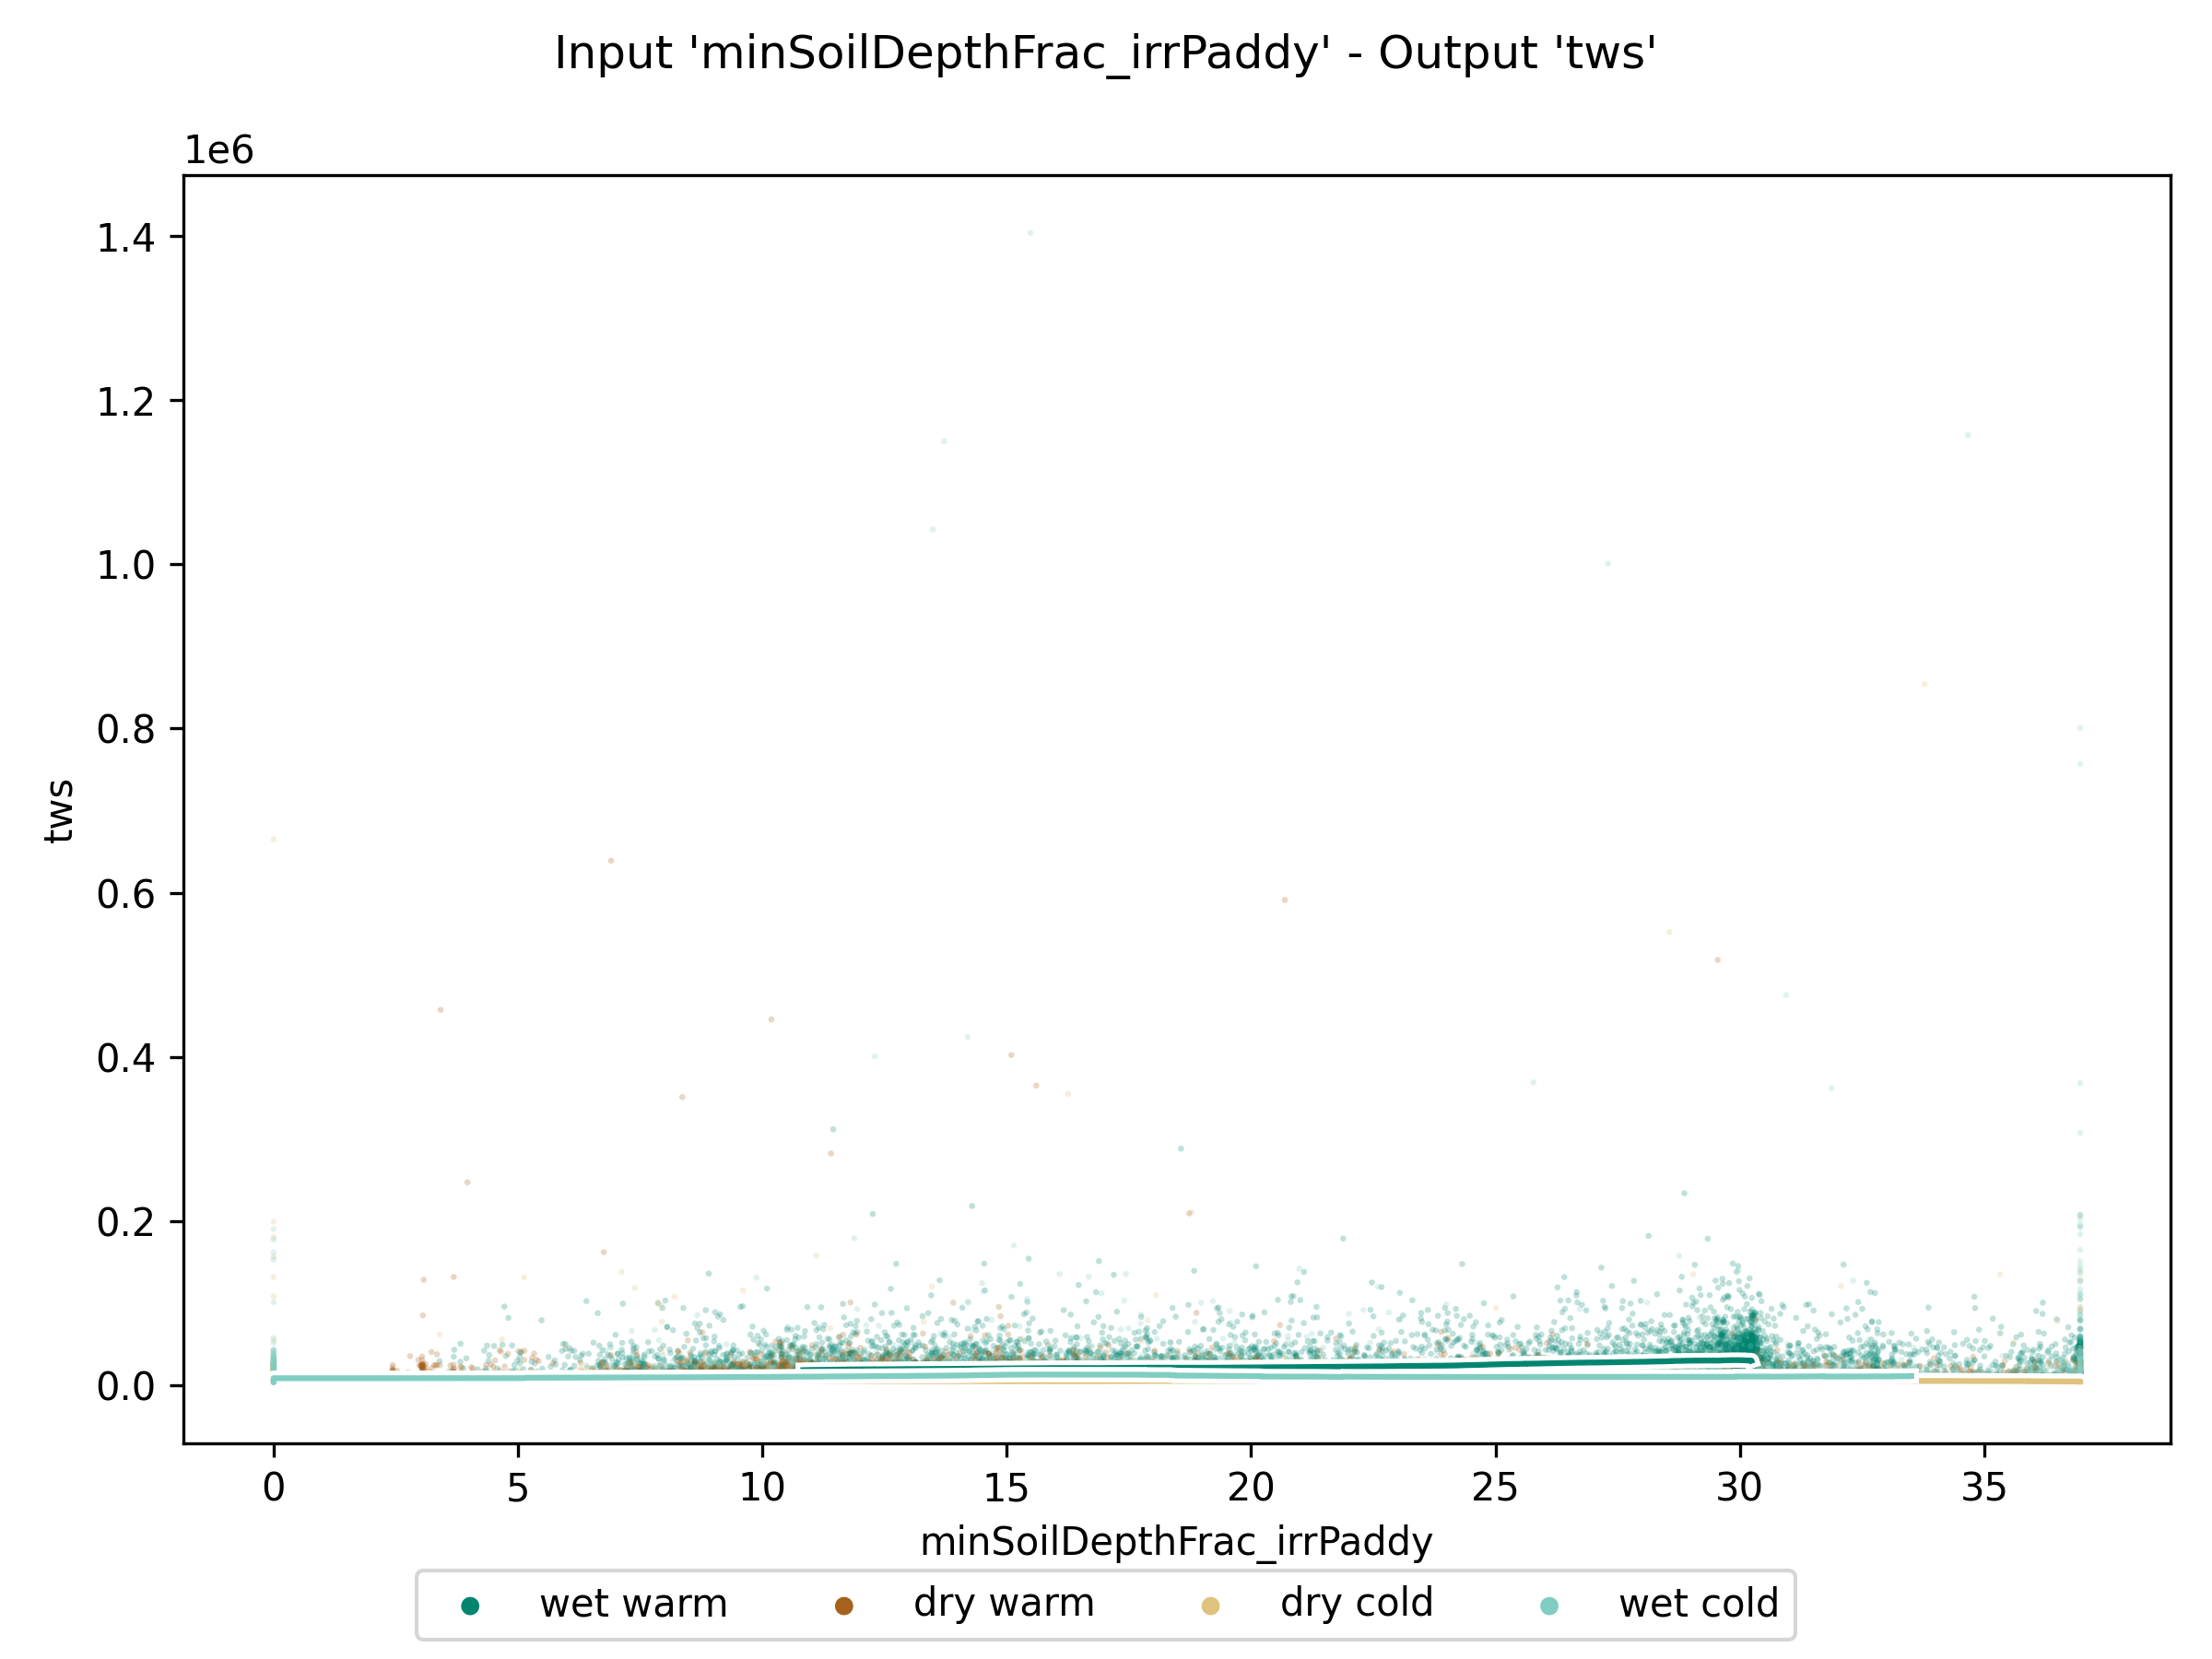 Input 'minSoilDepthFrac_irrPaddy' - Output 'tws'
1e6
1.4
1.2
1.0
0.8
0.6
0.4
0.2
0.0
tws
0 5 10 15 20 25 30 35
minSoilDepthFrac_irrPaddy
wet warm dry warm dry cold wet cold